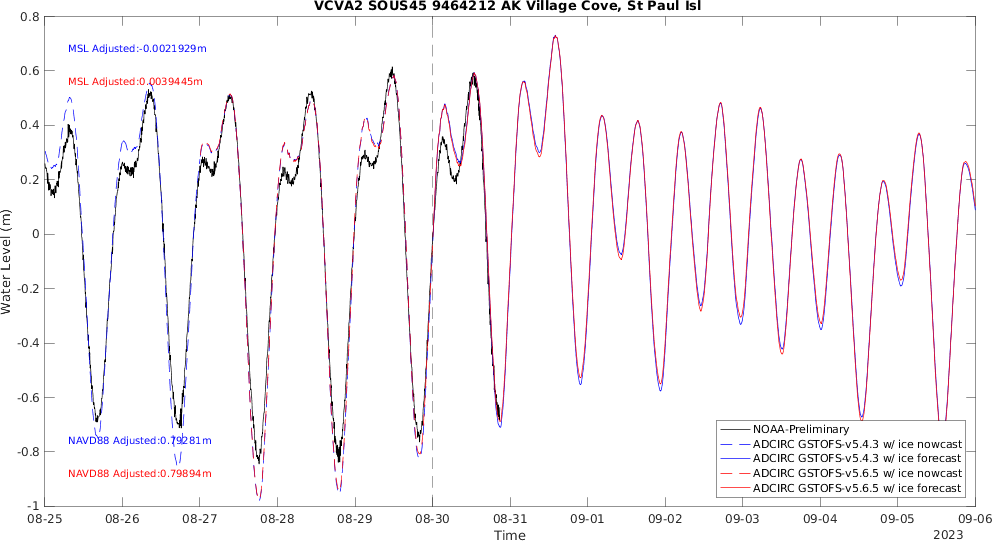 VCVA2 SOUS45 9464212 AK Village Cove, St Paul Isl
MSL Adjusted:-0.0021929m
MSL Adjusted:0.0039445m
NAVD88 Adjusted:0.79281m
NAVD88 Adjusted:0.79894m
Water Level (m)
0.8
0.6
0.4
0.2
0
-0.2
-0.4
-0.6
-0.8
-1
NOAA-Preliminary
ADCIRC GSTOFS-v5.4.3 w/ ice nowcast
ADCIRC GSTOFS-v5.4.3 w/ ice forecast
ADCIRC GSTOFS-v5.6.5 w/ ice nowcast
ADCIRC GSTOFS-v5.6.5 w/ ice forecast
08-25 08-26 08-27 08-28 08-29 08-30 08-31 09-01 09-02 09-03 09-04 09-05 09-06
Time
2023